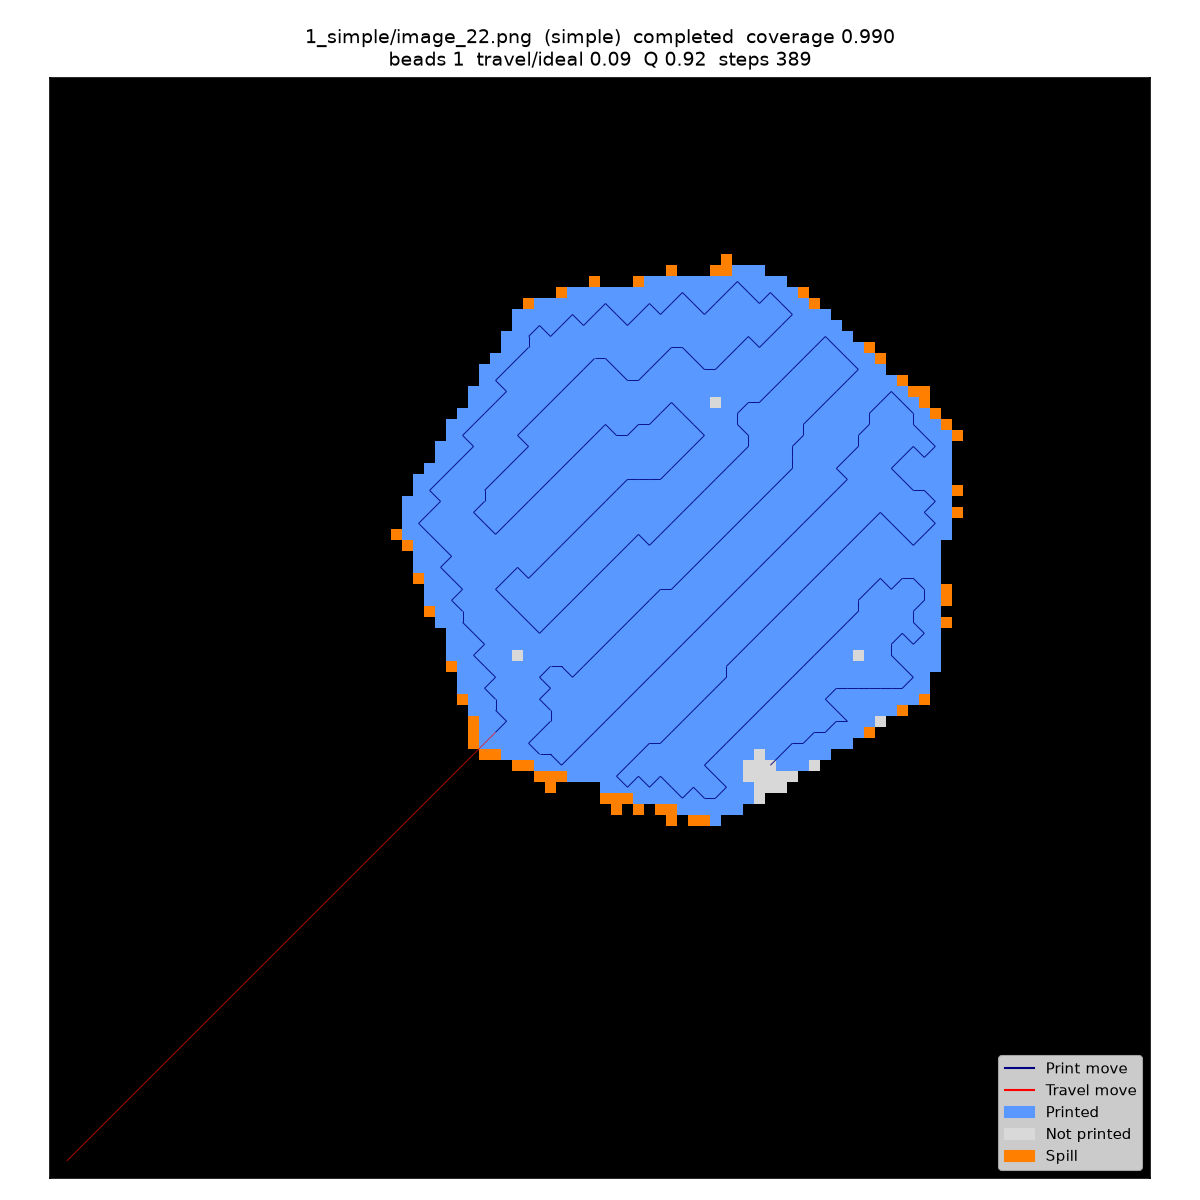 1_simple/image_22.png  (simple)  completed  coverage 0.990
beads 1  travel/ideal 0.09  Q 0.92  steps 389
Print move
Travel move
Printed
Not printed
Spill